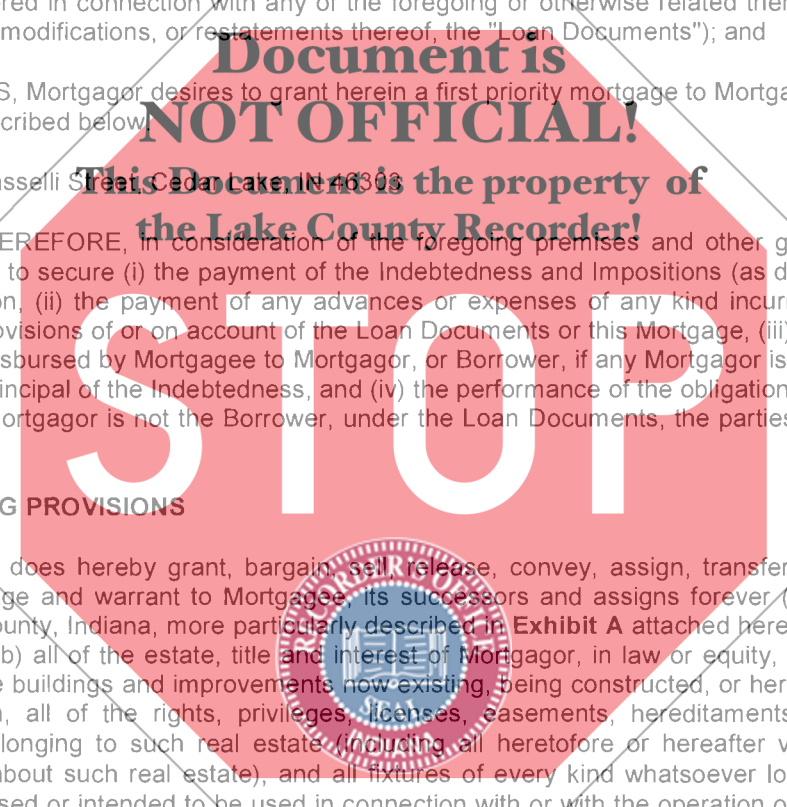 ered in connection with any of the foregoing or otherwise related ther
modifications, or restatements thereof, the "Loan Documents"); and
Document is
S, Mortgagor desires to grant herein a first priority mortgage to Mortga
NOT OFFICIAL!
cribed below.
This Document is the property of
sselli Street, Cedar Lake, IN 46303
the Lake County Recorder!
EREFORE, in consideration of the foregoing premises and other g
to secure (i) the payment of the Indebtedness and Impositions (as d
on, (ii) the payment of any advances or expenses of any kind incur
ovisions of or on account of the Loan Documents or this Mortgage, (iii)
sbursed by Mortgagee to Mortgagor, or Borrower, if any Mortgagor is
incipal of the Indebtedness, and (iv) the performance of the obligation
ortgagor is not the Borrower, under the Loan Documents, the parties
STOP
G PROVISIONS
does hereby grant, bargain, sell, release, convey, assign, transfer
ge and warrant to Mortgagee, its successors and assigns forever (
ounty, Indiana, more particularly described in Exhibit A attached here
b) all of the estate, title and interest of Mortgagor, in law or equity,
e buildings and improvements now existing, being constructed, or her
n, all of the rights, privileges, licenses, easements, hereditaments
longing to such real estate (including all heretofore or hereafter v
about such real estate), and all fixtures of every kind whatsoever lo
sed or intended to be used in connection with or with the operation o
RECORDER'S OFFICE
SEAL
INDIANA